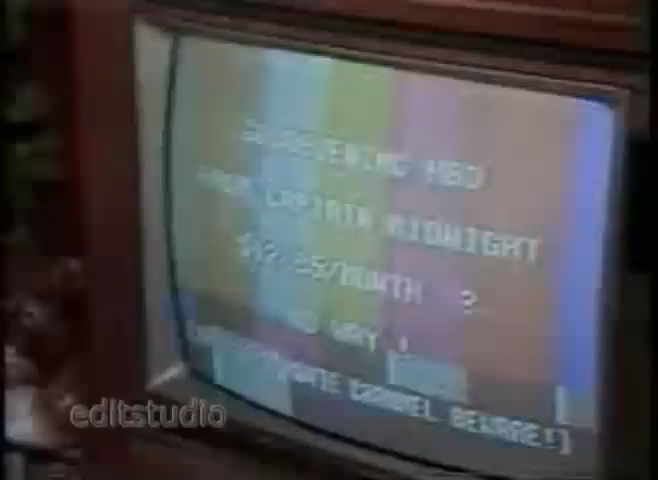 GOODEVENING HBO
FROM CAPTAIN MIDNIGHT
$12.95/MONTH ?
NO WAY !
CHANNEL BEWARE!]
editstudio